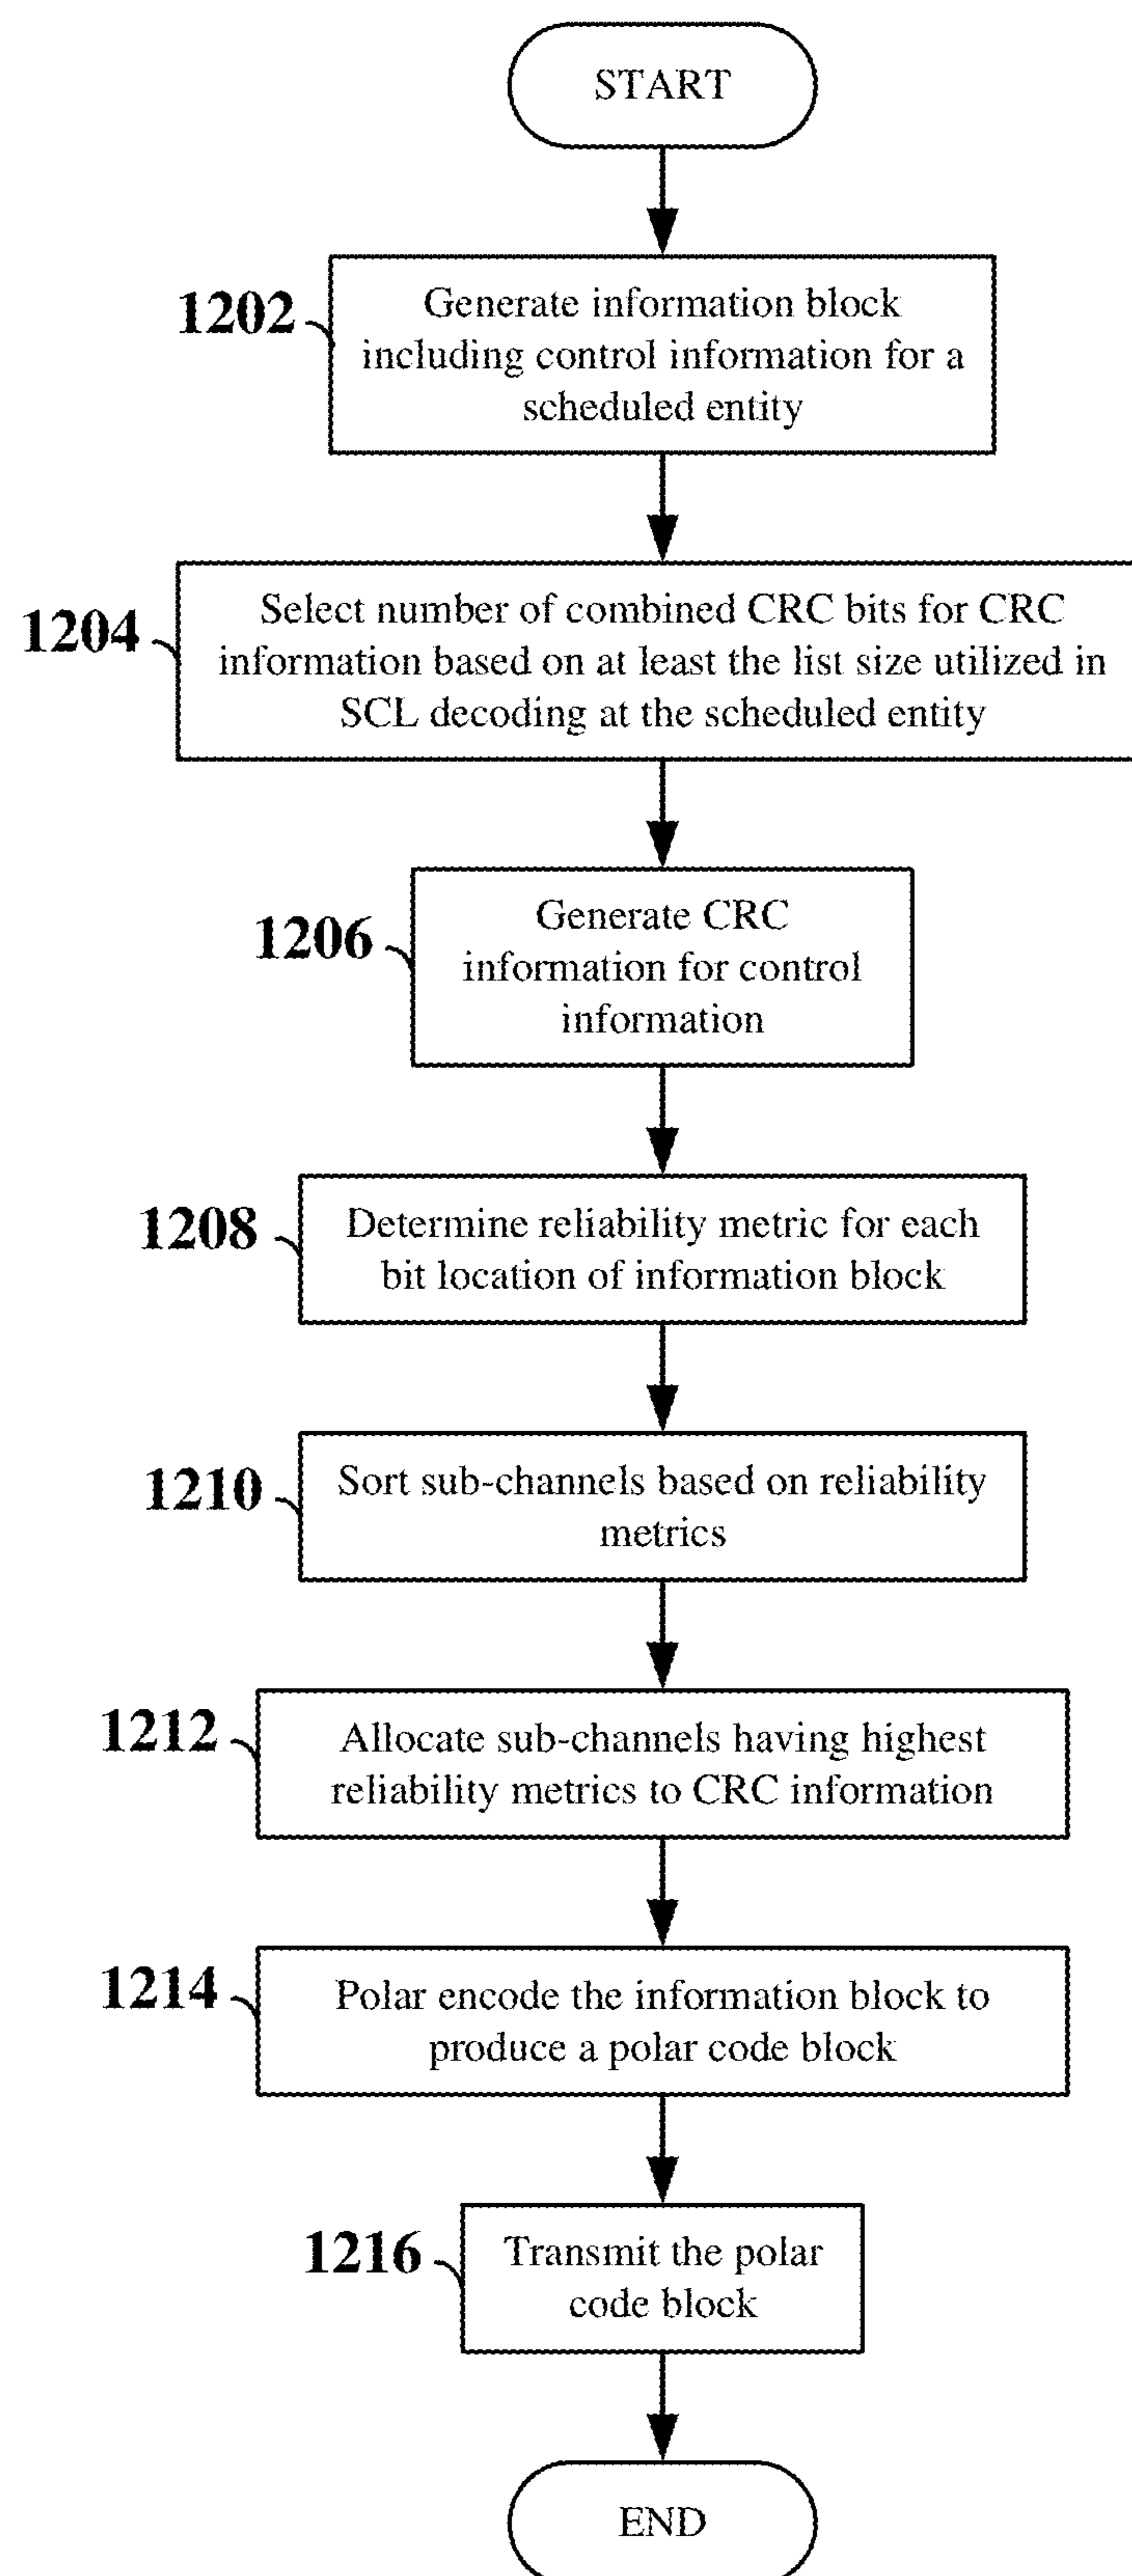 START
1202
Generate information block
including control information for a
scheduled entity
1204
Select number of combined CRC bits for CRC
information based on at least the list size utilized in
SCL decoding at the scheduled entity
1206
Generate CRC
information for control
information
1208
Determine reliability metric for each
bit location of information block
1210
Sort sub-channels based on reliability
metrics
1212
Allocate sub-channels having highest
reliability metrics to CRC information
1214
Polar encode the information block to
produce a polar code block
1216
Transmit the polar
code block
END